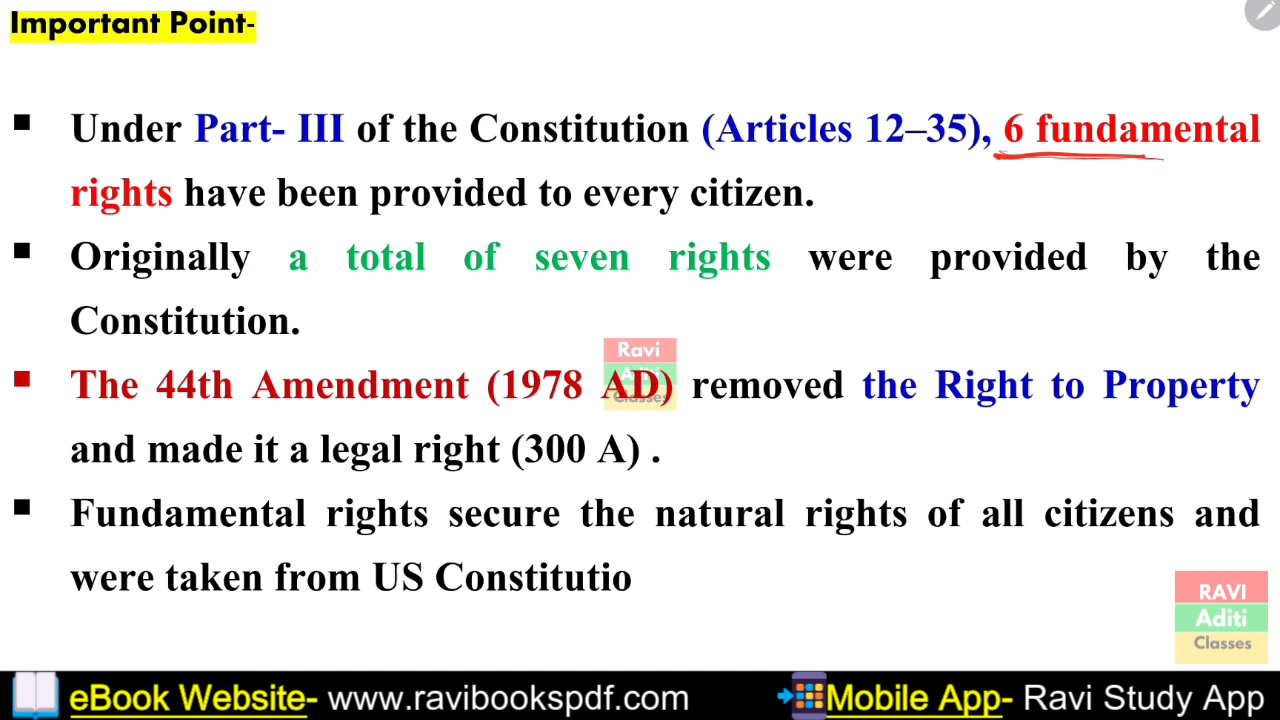 Important Point-
▪ Under Part- III of the Constitution (Articles 12–35), 6 fundamental
rights have been provided to every citizen.
▪ Originally a total of seven rights were provided by the
Constitution.
▪ The 44th Amendment (1978 AD) removed the Right to Property
and made it a legal right (300 A) .
▪ Fundamental rights secure the natural rights of all citizens and
were taken from US Constitutio
Ravi
Aditi
Classes
RAVI
Aditi
Classes
eBook Website- www.ravibookspdf.com
Mobile App- Ravi Study App